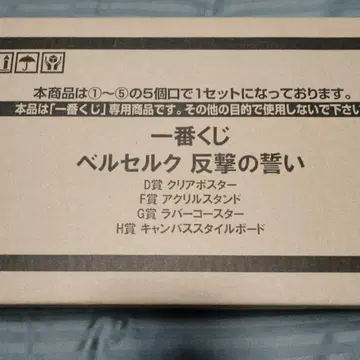 本商品は①～⑤の5個口で1セットになっております。
本品は「一番くじ」専用商品です。その他の目的で使用しないで下さい
一番くじ
ベルセルク 反撃の誓い
D賞 クリアポスター
F賞 アクリルスタンド
G賞 ラバーコースター
H賞 キャンバススタイルボード